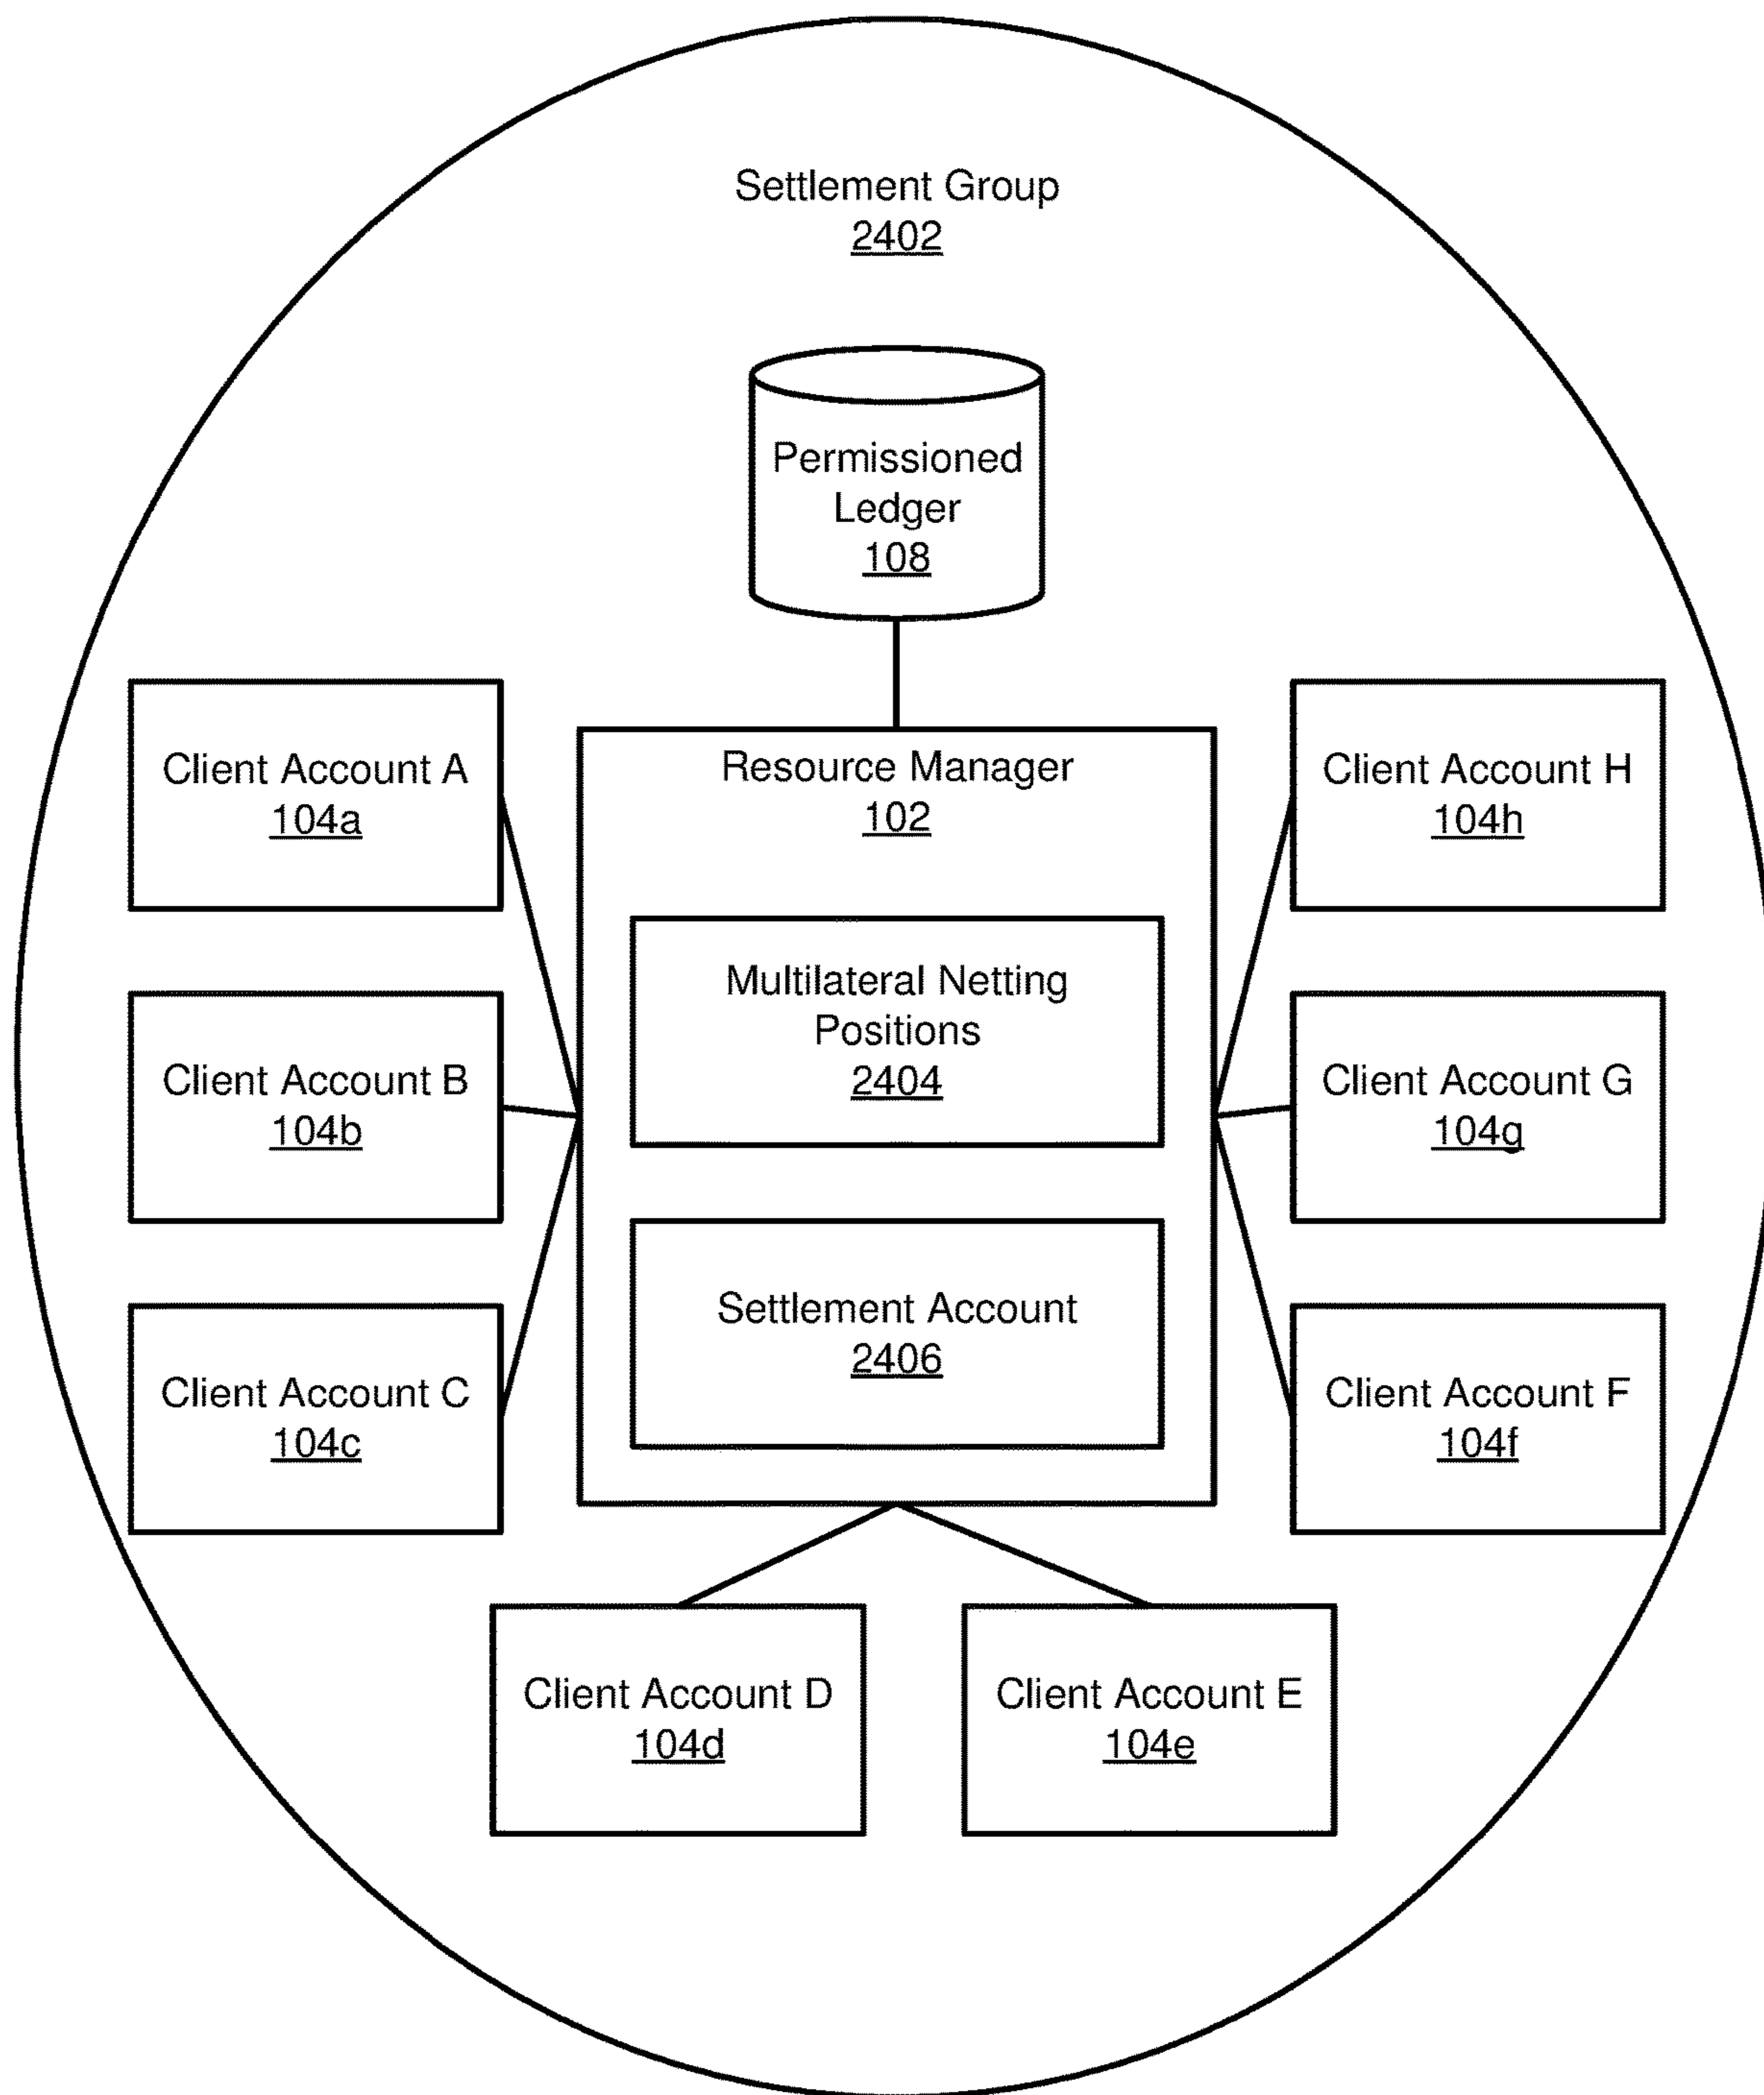 Settlement Group
2402
Permissioned
Ledger
108
Client Account A
104a
Resource Manager
102
Client Account H
104h
Multilateral Netting
Positions
2404
Client Account B
104b
Client Account G
104g
Settlement Account
2406
Client Account C
104c
Client Account F
104f
Client Account D
104d
Client Account E
104e